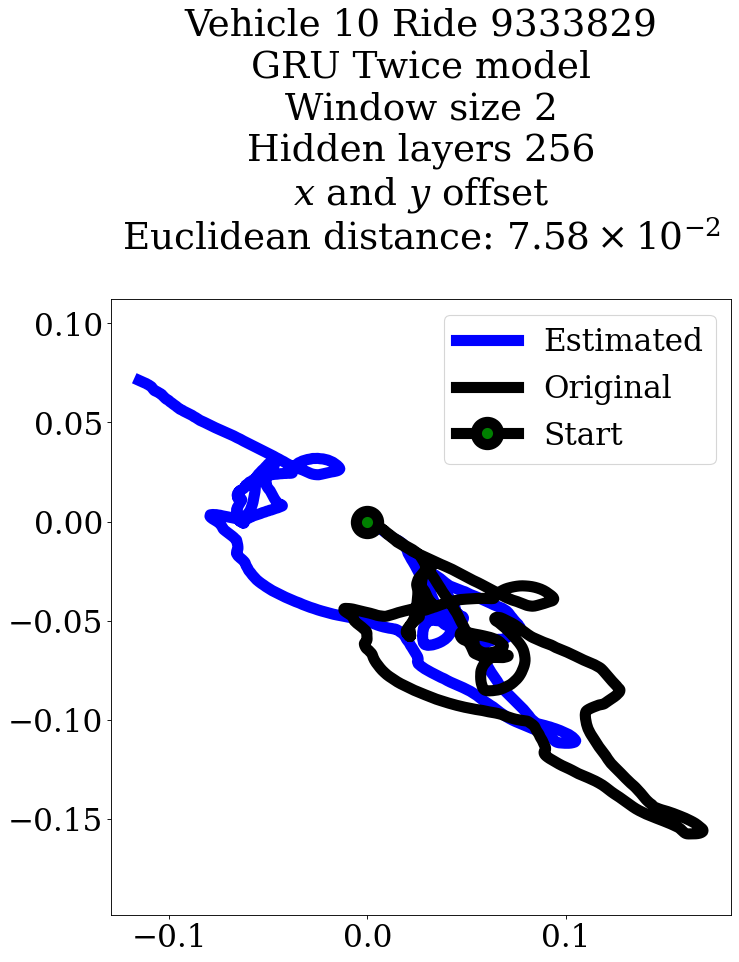 Vehicle 10 Ride 9333829
GRU Twice model
Window size 2
Hidden layers 256
x and y offset
Euclidean distance: 7.58 × 10⁻²
Estimated
Original
Start
0.10
0.05
0.00
−0.05
−0.10
−0.15
−0.1 0.0 0.1